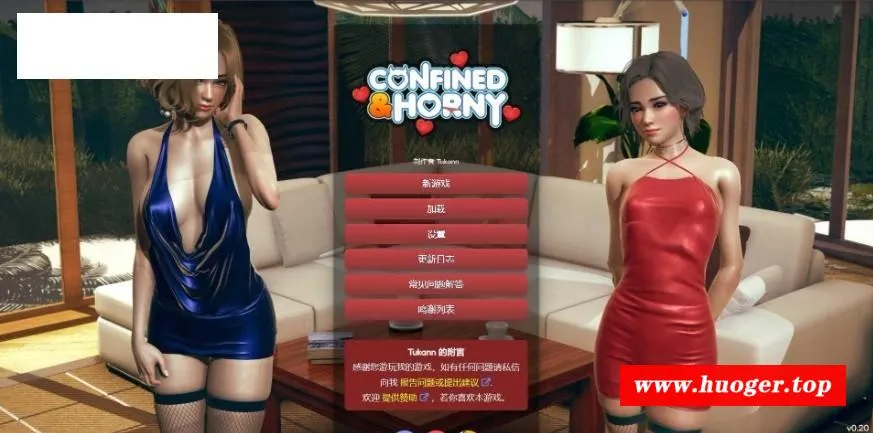 CONFINED
& HORNY
制作者 Tukann
新游戏
加载
设置
更新日志
常见问题解答
鸣谢列表
Tukann 的附言
感谢您游玩我的游戏，如有任何问题请私信
向我 报告问题或提出建议.
欢迎 提供赞助，若你喜欢本游戏。
www.huoger.top
v0.20